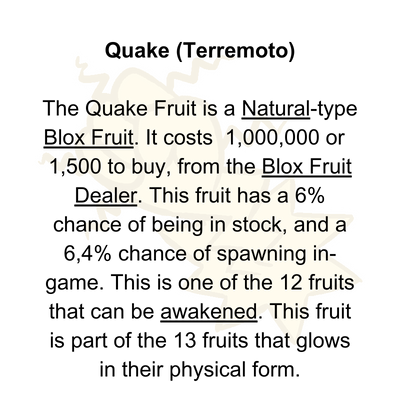 Quake (Terremoto)
The Quake Fruit is a Natural-type
Blox Fruit. It costs  1,000,000 or
1,500 to buy, from the Blox Fruit
Dealer. This fruit has a 6%
chance of being in stock, and a
6,4% chance of spawning in-
game. This is one of the 12 fruits
that can be awakened. This fruit
is part of the 13 fruits that glows
in their physical form.